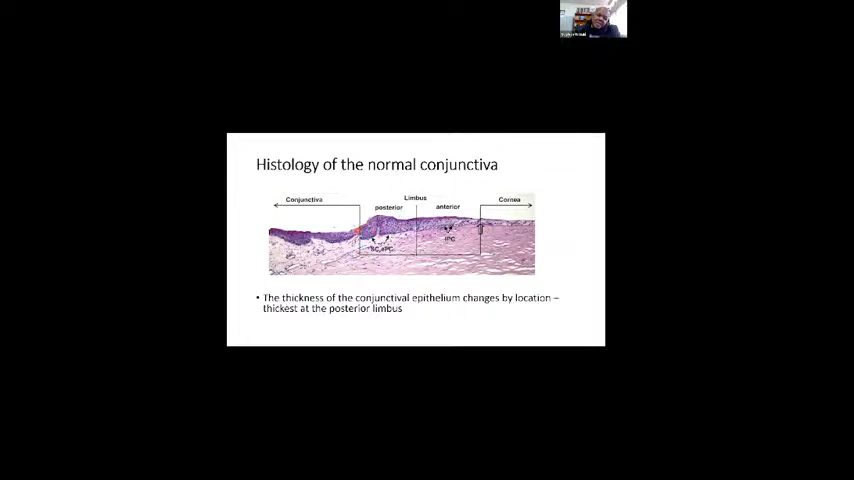 Histology of the normal conjunctiva
Conjunctiva
Limbus
posterior
anterior
Cornea
IPC
• The thickness of the conjunctival epithelium changes by location –
thickest at the posterior limbus